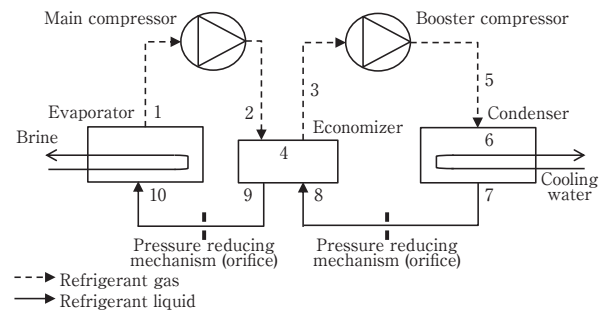 Main compressor
Booster compressor
3
5
1
2
Evaporator
Economizer
Condenser
Brine
4
6
10
9
8
7
Cooling
water
Pressure reducing
mechanism (orifice)
Pressure reducing
mechanism (orifice)
Refrigerant gas
Refrigerant liquid